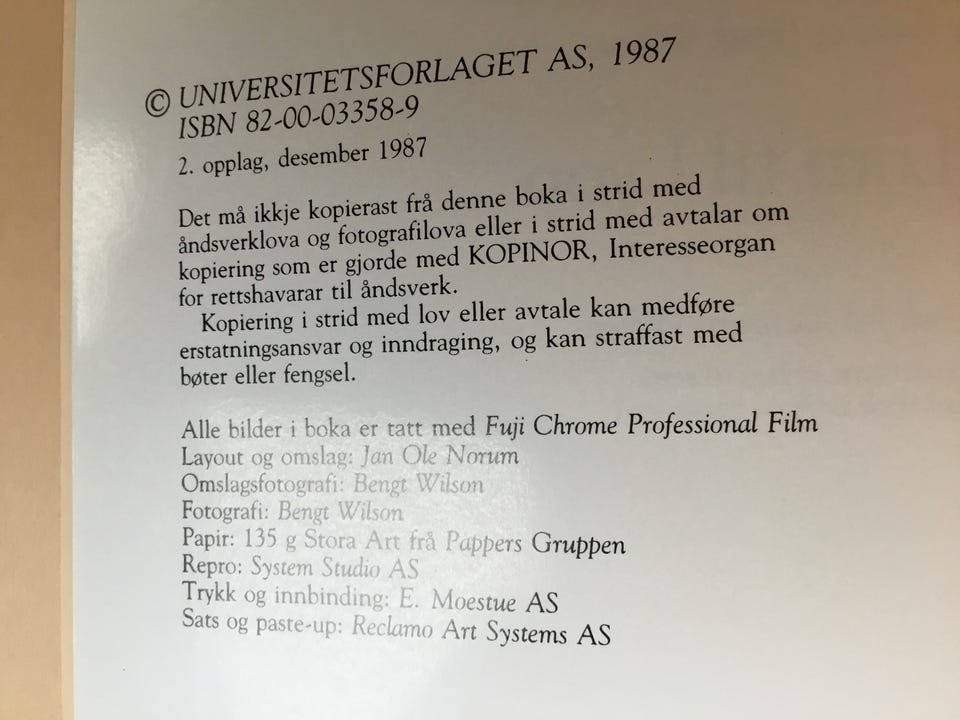 © UNIVERSITETSFORLAGET AS, 1987
ISBN 82-00-03358-9
2. opplag, desember 1987
Det må ikkje kopierast frå denne boka i strid med
åndsverklova og fotografilova eller i strid med avtalar om
kopiering som er gjorde med KOPINOR, Interesseorgan
for rettshavarar til åndsverk.
Kopiering i strid med lov eller avtale kan medføre
erstatningsansvar og inndraging, og kan straffast med
bøter eller fengsel.
Alle bilder i boka er tatt med Fuji Chrome Professional Film
Layout og omslag: Jan Ole Norum
Omslagsfotografi: Bengt Wilson
Fotografi: Bengt Wilson
Papir: 135 g Stora Art frå Pappers Gruppen
Repro: System Studio AS
Trykk og innbinding: E. Moestue AS
Sats og paste-up: Reclamo Art Systems AS